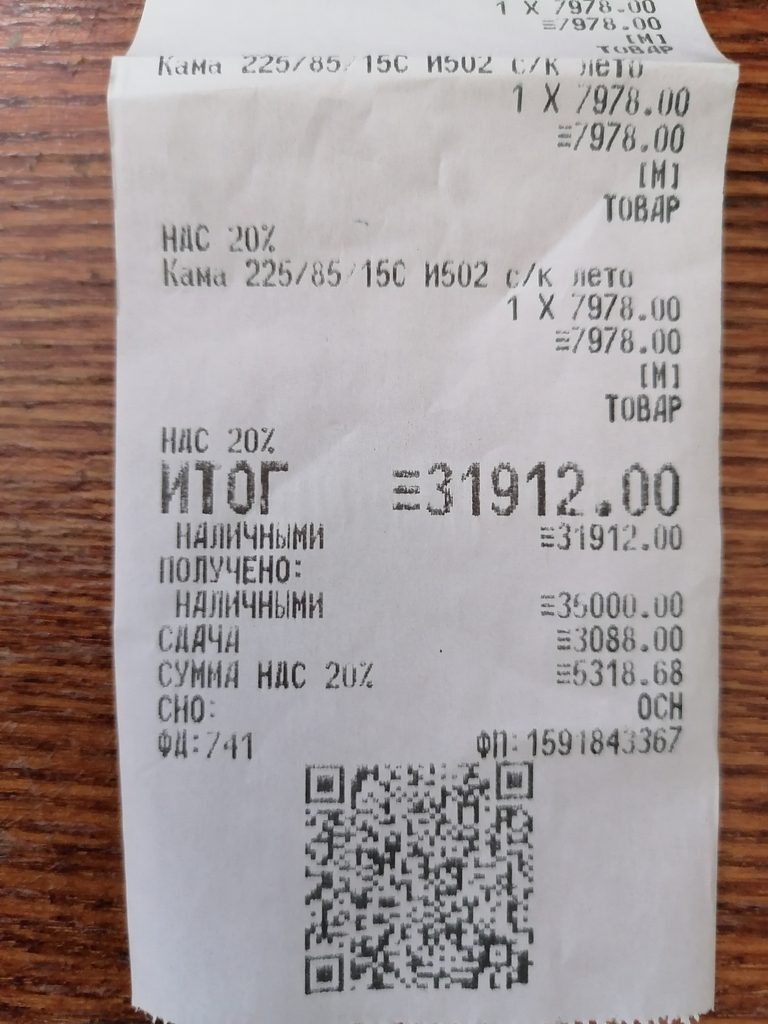 1 X 7978.00
≡7978.00
[М]
ТОВАР
Кама 225/85/15С И502 с/к лето
1 X 7978.00
≡7978.00
[М]
ТОВАР
НДС 20%
Кама 225/85/15С И502 с/к лето
1 X 7978.00
≡7978.00
[М]
ТОВАР
НДС 20%
ИТОГ ≡31912.00
НАЛИЧНЫМИ ≡31912.00
ПОЛУЧЕНО:
НАЛИЧНЫМИ ≡35000.00
СДАЧА ≡3088.00
СУММА НДС 20% ≡5318.68
СНО: ОСН
ФД:741 ФП:1591843367